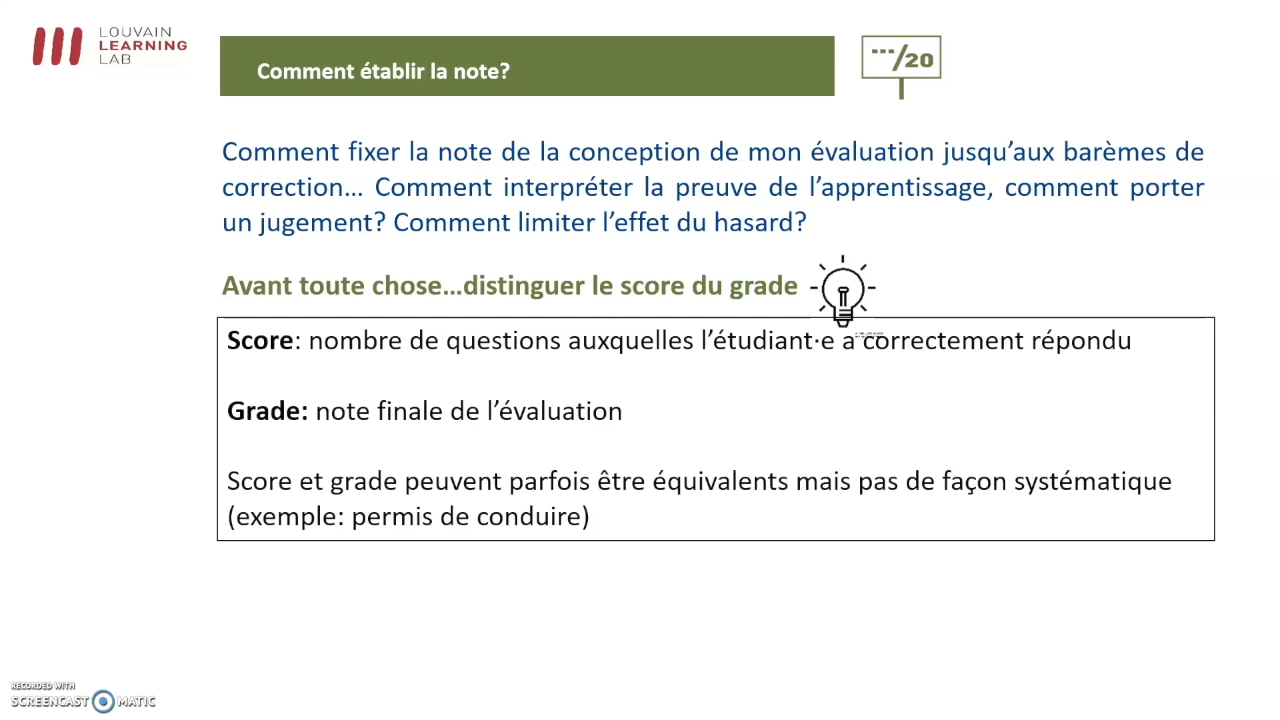 LOUVAIN
LEARNING
LAB
Comment établir la note?
---/20
Comment fixer la note de la conception de mon évaluation jusqu’aux barèmes de
correction… Comment interpréter la preuve de l’apprentissage, comment porter
un jugement? Comment limiter l’effet du hasard?
Avant toute chose…distinguer le score du grade
Score: nombre de questions auxquelles l’étudiant·e a correctement répondu
Grade: note finale de l’évaluation
Score et grade peuvent parfois être équivalents mais pas de façon systématique
(exemple: permis de conduire)
RECORDED WITH
SCREENCAST MATIC